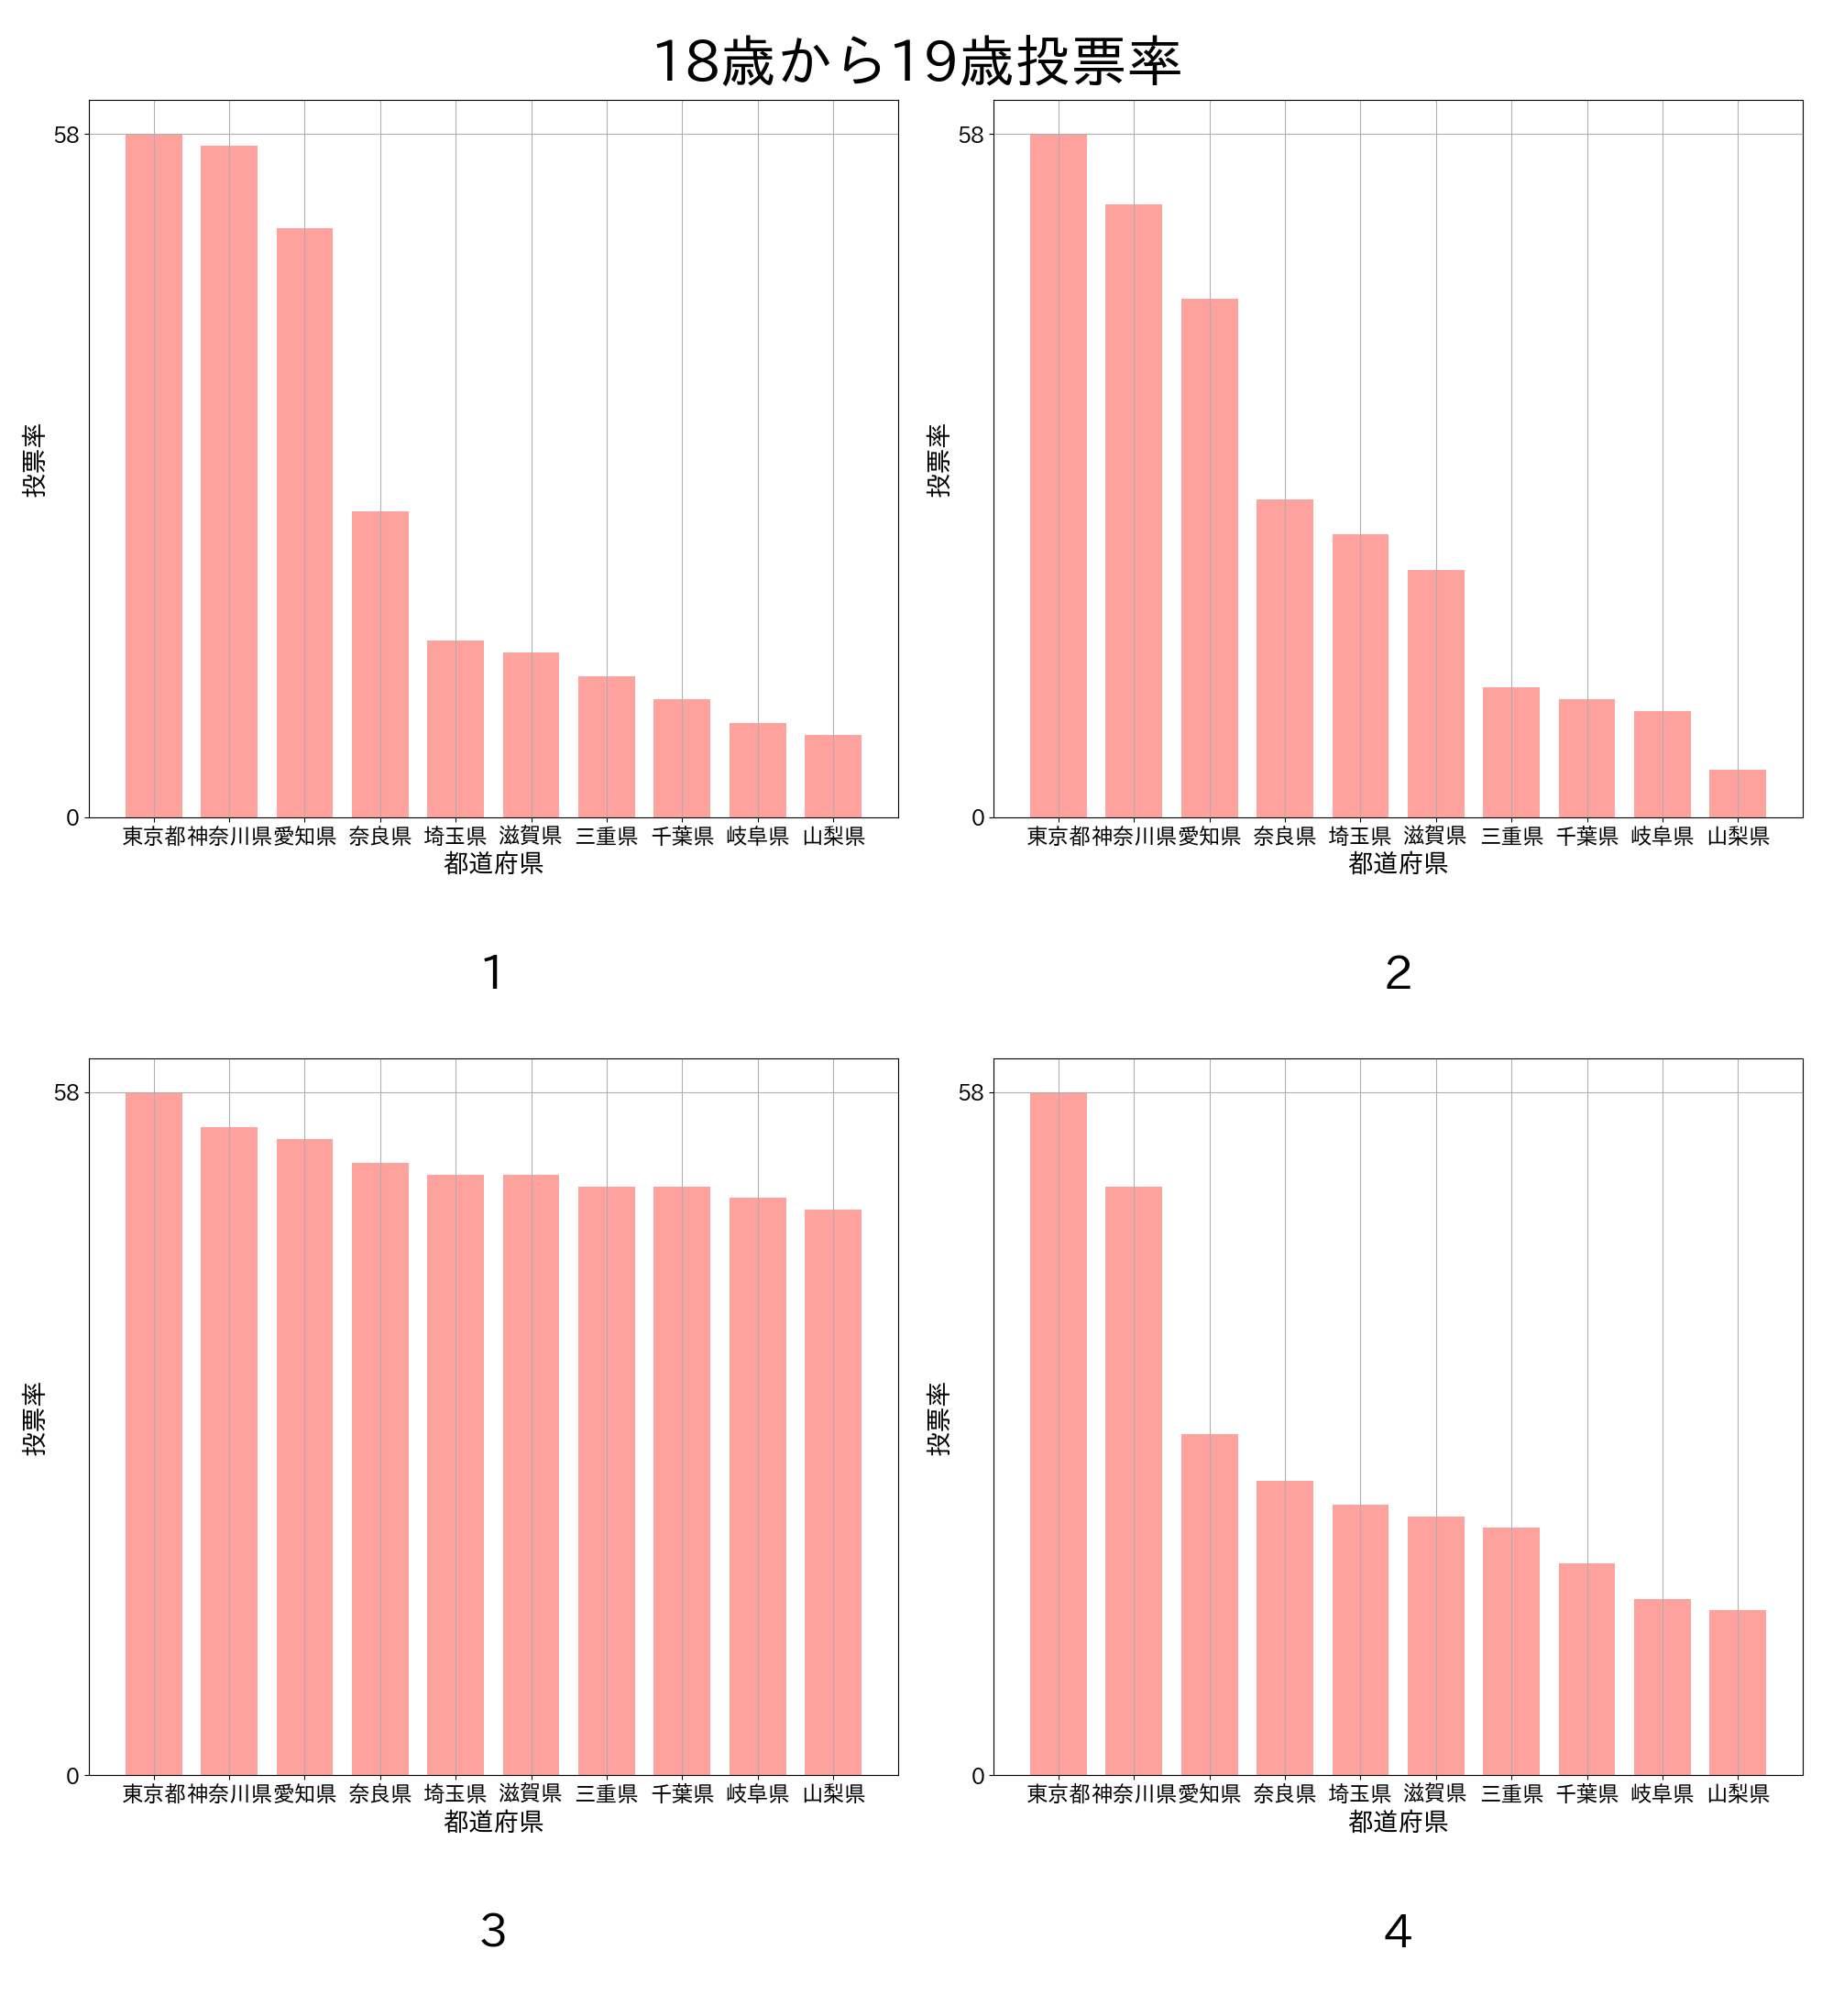 18歳から19歳投票率
58
0
投票率
東京都 神奈川県 愛知県 奈良県 埼玉県 滋賀県 三重県 千葉県 岐阜県 山梨県
都道府県
1
58
0
投票率
東京都 神奈川県 愛知県 奈良県 埼玉県 滋賀県 三重県 千葉県 岐阜県 山梨県
都道府県
2
58
0
投票率
東京都 神奈川県 愛知県 奈良県 埼玉県 滋賀県 三重県 千葉県 岐阜県 山梨県
都道府県
3
58
0
投票率
東京都 神奈川県 愛知県 奈良県 埼玉県 滋賀県 三重県 千葉県 岐阜県 山梨県
都道府県
4